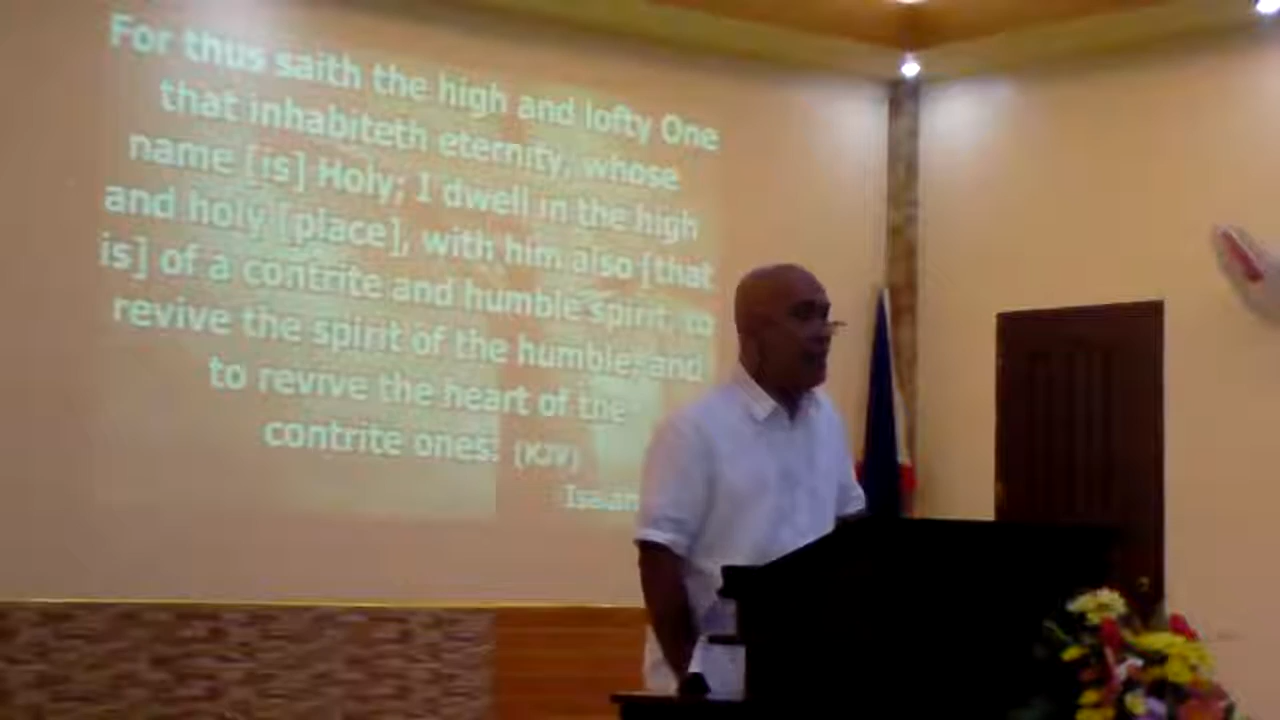 For thus saith the high and lofty One
that inhabiteth eternity, whose
name [is] Holy; I dwell in the high
and holy [place], with him also [that
is] of a contrite and humble spirit, to
revive the spirit of the humble, and
to revive the heart of the
contrite ones. (KJV)
Isaiah